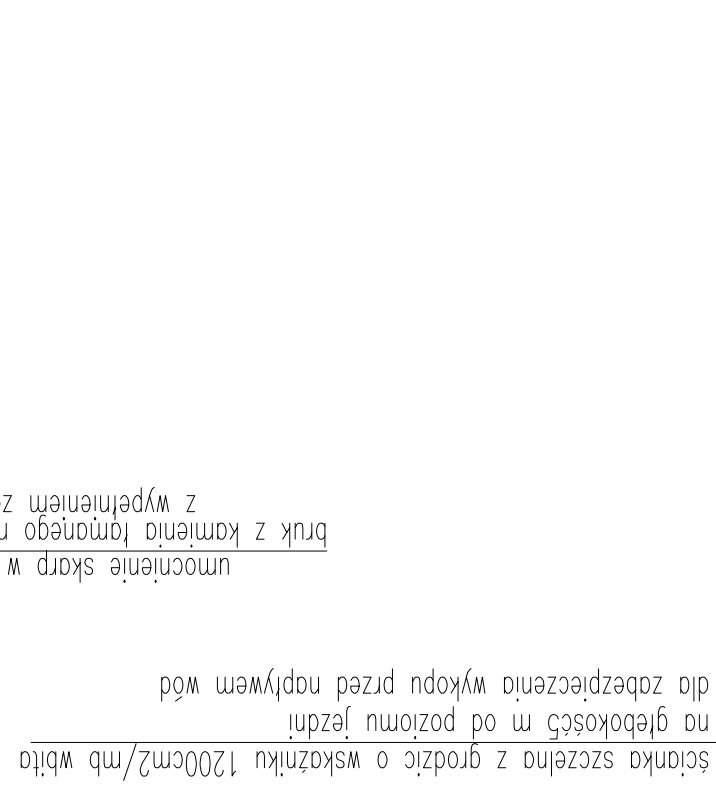 ścianka szczelna z grodzic o wskaźniku 1200cm2/mb wbita
na głebokość5 m od poziomu jezdni
dla zabezpieczenia wykopu przed napływem wód
umocnienie skarp w
bruk z kamienia łamanego
z wypełnieniem